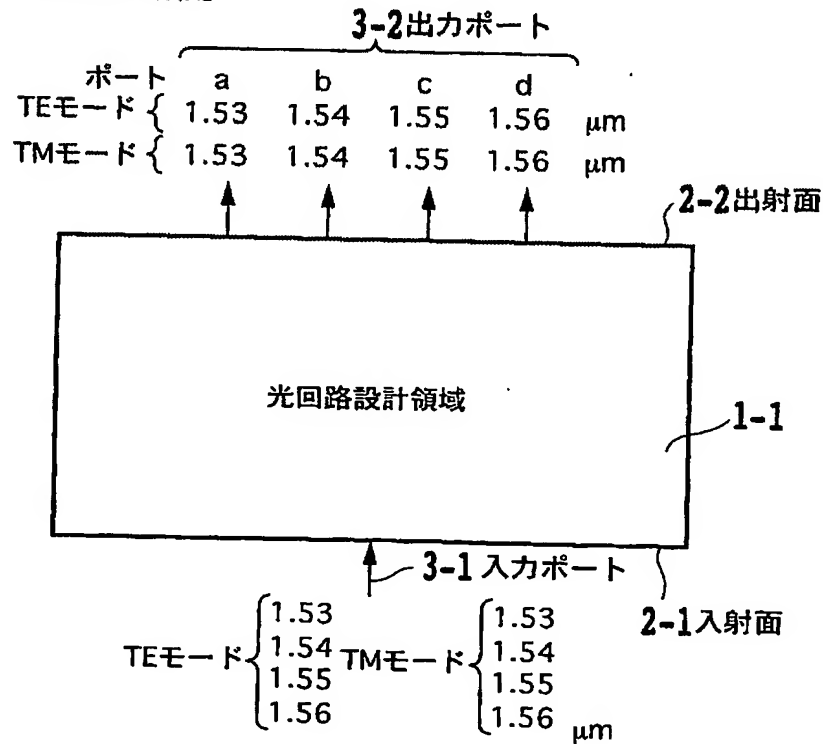 3-2出力ポート
ポート a b c d
TEモード { 1.53 1.54 1.55 1.56 μm
TMモード { 1.53 1.54 1.55 1.56 μm
2-2出射面
光回路設計領域
1-1
3-1 入力ポート
2-1入射面
TEモード { 1.53 1.54 1.55 1.56
TMモード { 1.53 1.54 1.55 1.56 μm